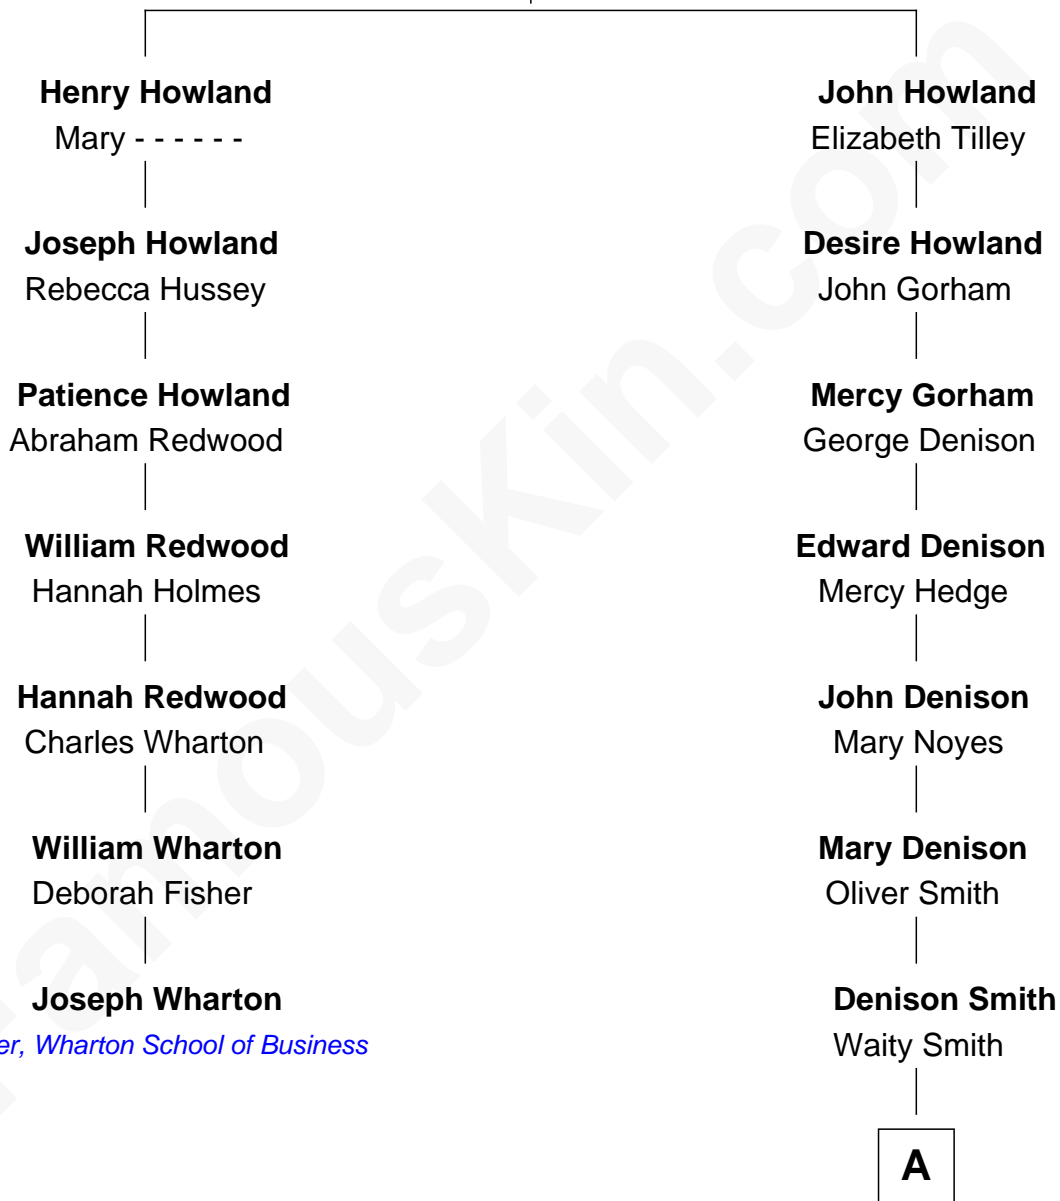 Henry Howland
Mary - - - - - -
Joseph Howland
Rebecca Hussey
Patience Howland
Abraham Redwood
William Redwood
Hannah Holmes
Hannah Redwood
Charles Wharton
William Wharton
Deborah Fisher
Joseph Wharton
er, Wharton School of Business
John Howland
Elizabeth Tilley
Desire Howland
John Gorham
Mercy Gorham
George Denison
Edward Denison
Mercy Hedge
John Denison
Mary Noyes
Mary Denison
Oliver Smith
Denison Smith
Waity Smith
A
FamousKin.com